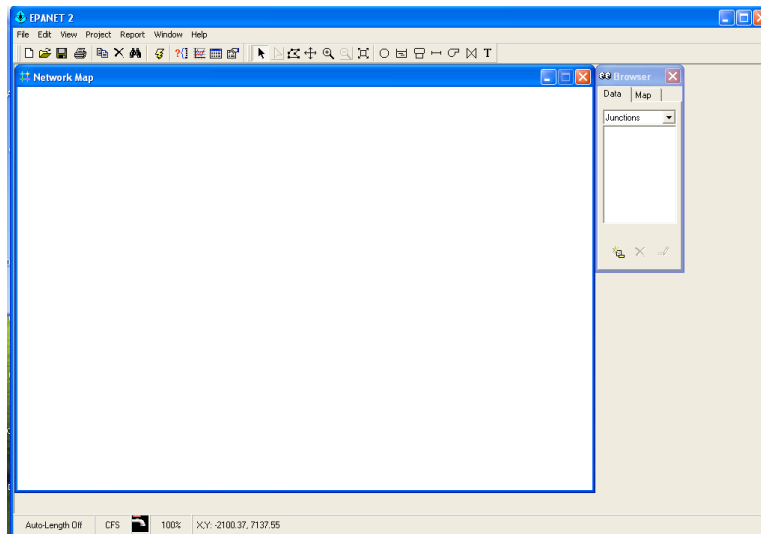 EPANET 2
File Edit View Project Report Window Help
T
Network Map
Browser
Data Map
Junctions
Auto-Length Off CFS 100% X,Y: -2100.37, 7137.55